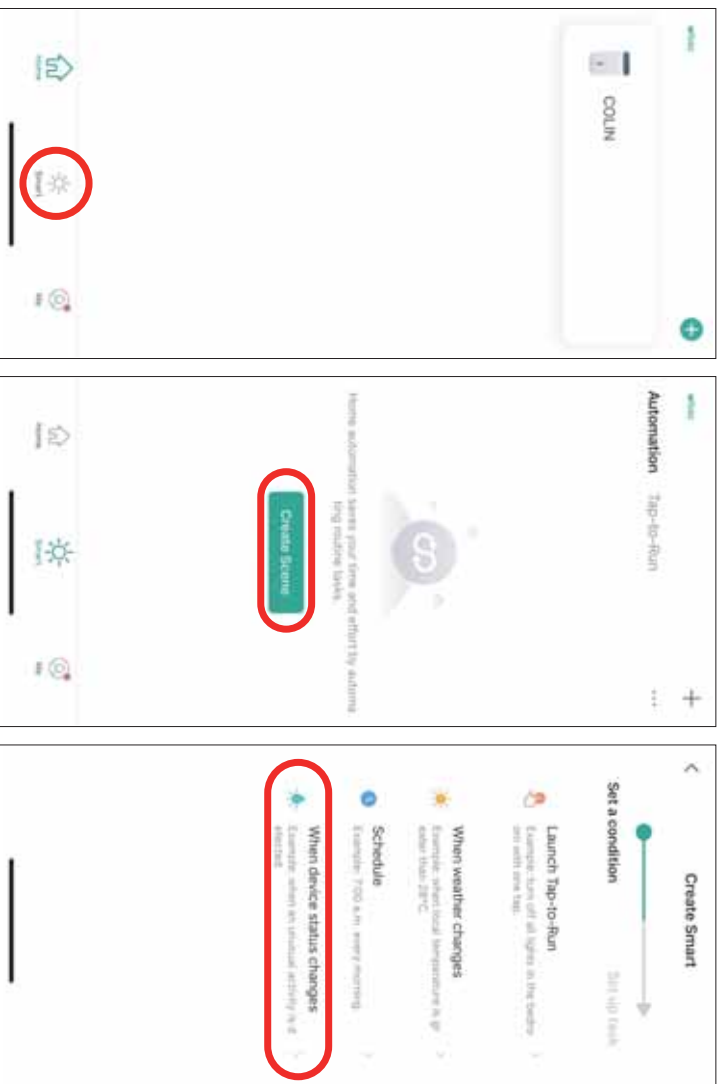 COLIN
Home
Smart
Me
Automation Tap-to-Run
Home automation saves your time and effort by automa
ting routine tasks.
Create Scene
Home
Smart
Me
Create Smart
Set a condition Set up Task
Launch Tap-to-Run
Example: turn off all lights in the bedro
om with one tap.
When weather changes
Example: when local temperature is gr
eater than 28°C.
Schedule
Example: 7:00 a.m. every morning.
When device status changes
Example: when an unusual activity is d
etected.